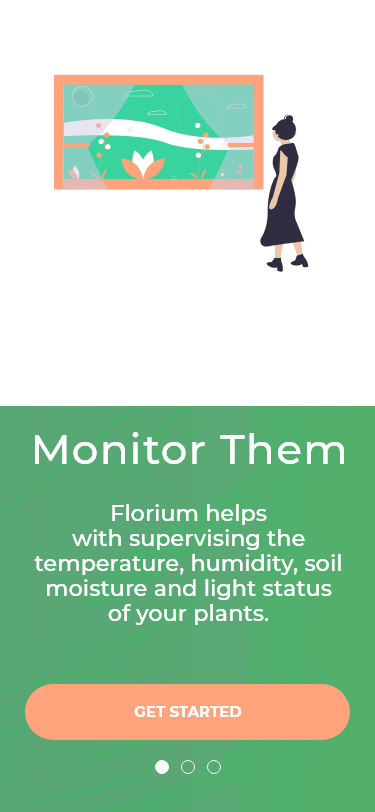 Monitor Them
Florium helps
with supervising the
temperature, humidity, soil
moisture and light status
of your plants.
GET STARTED